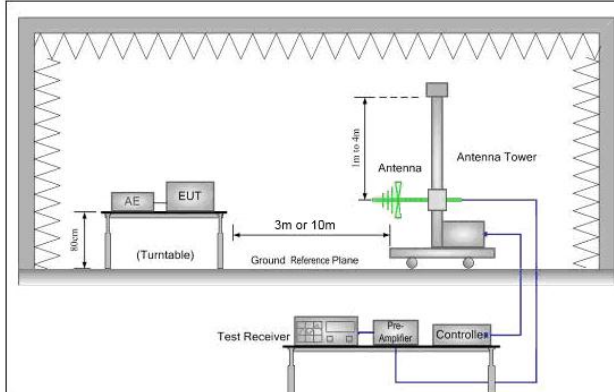 1m to 4m
Antenna
Antenna Tower
AE
EUT
80cm
(Turntable)
3m or 10m
Ground Reference Plane
Test Receiver
Pre-
Amplifier
Controlle